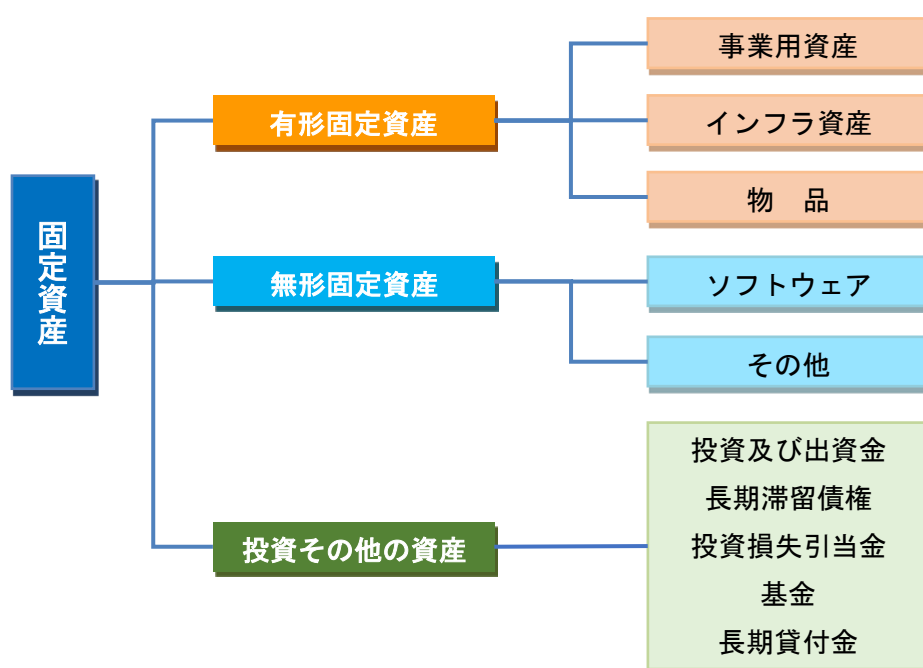 固定資産
有形固定資産
事業用資産
インフラ資産
物　品
無形固定資産
ソフトウェア
その他
投資その他の資産
投資及び出資金
長期滞留債権
投資損失引当金
基金
長期貸付金